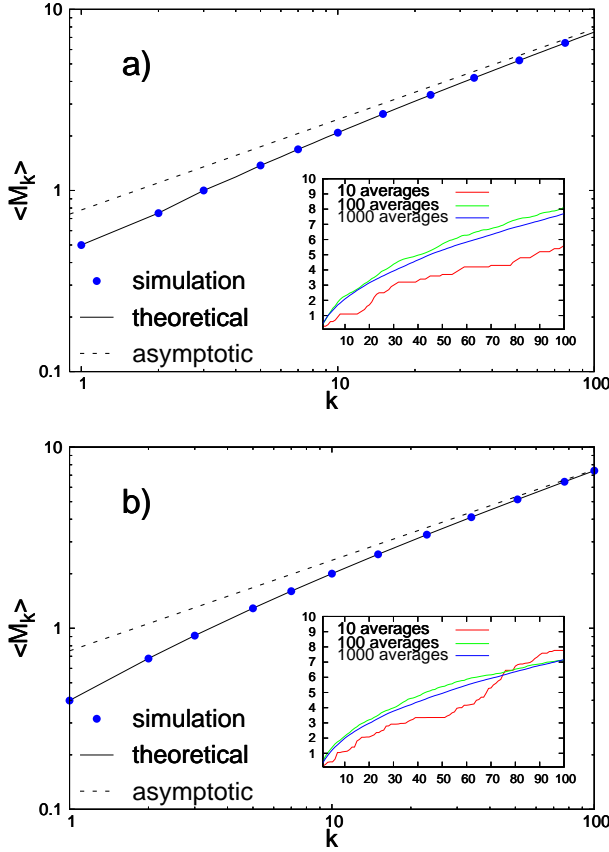 10
a)
<M_k>
1
0.1
simulation
theoretical
asymptotic
10 averages
100 averages
1000 averages
10
9
8
7
6
5
4
3
2
1
10 20 30 40 50 60 70 80 90 100
1 10 100
k
10
b)
<M_k>
1
0.1
simulation
theoretical
asymptotic
10 averages
100 averages
1000 averages
10
9
8
7
6
5
4
3
2
1
10 20 30 40 50 60 70 80 90 100
1 10 100
k